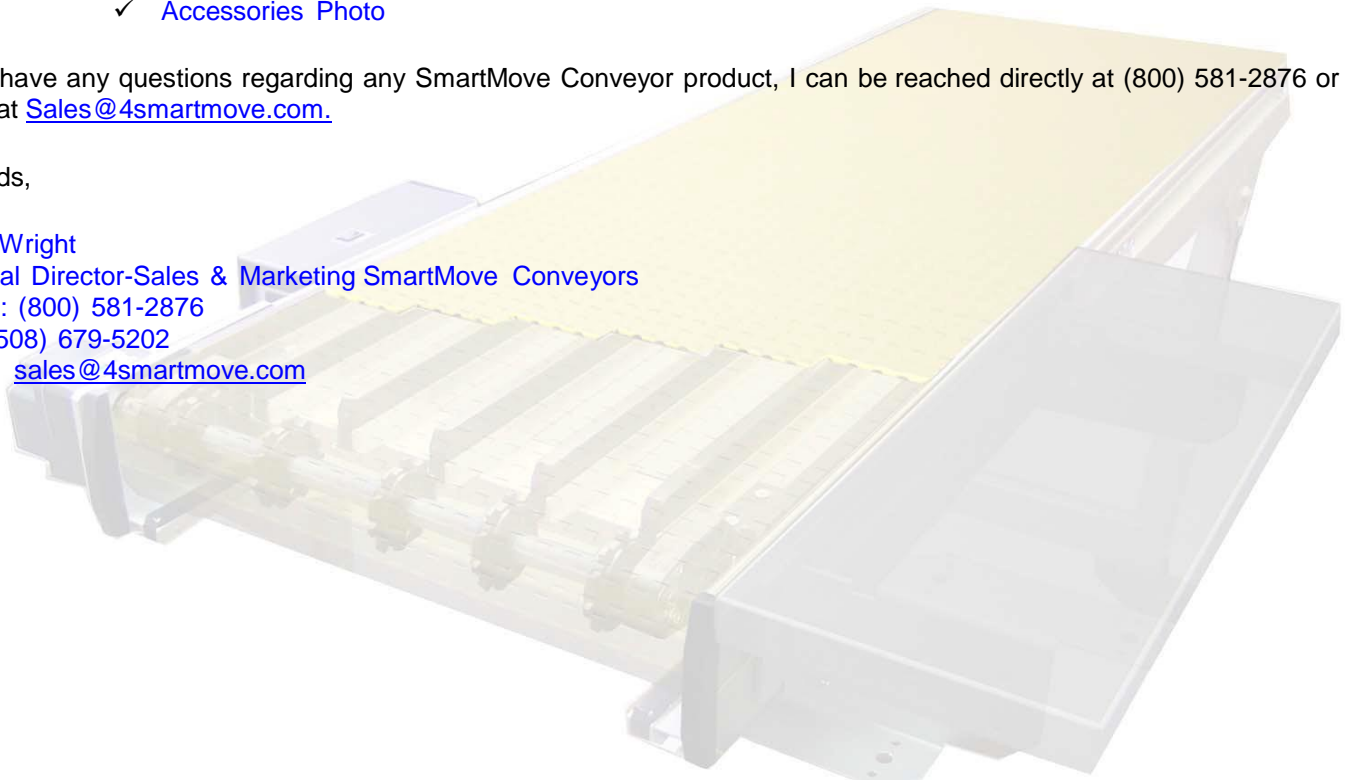 ✓ Accessories Photo
have any questions regarding any SmartMove Conveyor product, I can be reached directly at (800) 581-2876 or
at Sales@4smartmove.com.
ds,
Wright
al Director-Sales & Marketing SmartMove Conveyors
: (800) 581-2876
508) 679-5202
sales@4smartmove.com